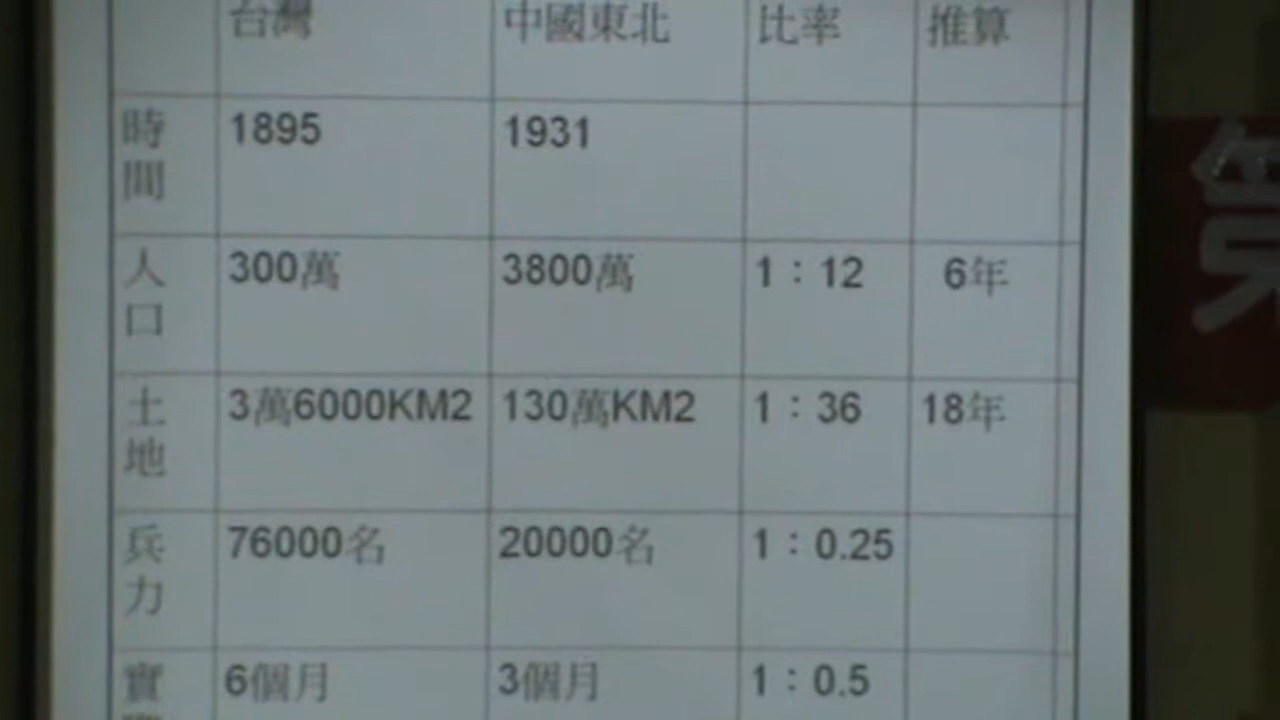 台灣 中國東北 比率 推算
時間 1895 1931
人口 300萬 3800萬 1：12 6年
土地 3萬6000KM2 130萬KM2 1：36 18年
兵力 76000名 20000名 1：0.25
實 6個月 3個月 1：0.5
第